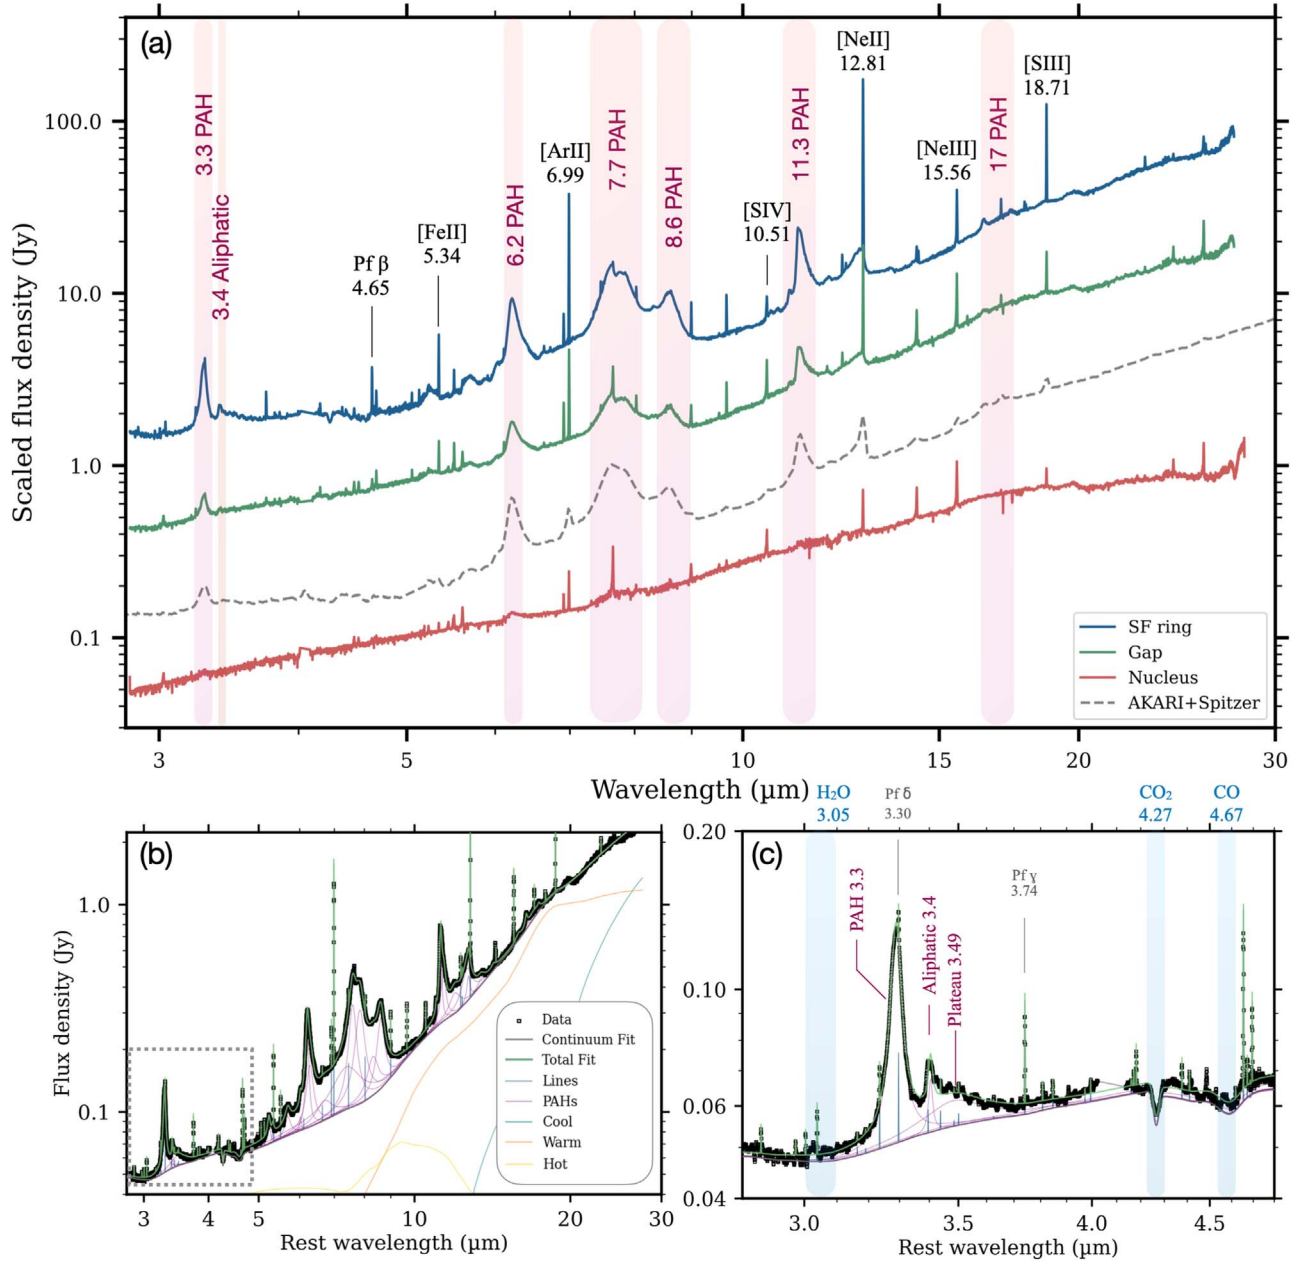 (a)
[NeII]
12.81
[SIII]
18.71
[ArII]
6.99
[NeIII]
15.56
[SIV]
10.51
[FeII]
5.34
Pf β
4.65
3.3 PAH
3.4 Aliphatic
6.2 PAH
7.7 PAH
8.6 PAH
11.3 PAH
17 PAH
Scaled flux density (Jy)
100.0
10.0
1.0
0.1
SF ring
Gap
Nucleus
AKARI+Spitzer
3
5
10
15
20
30
Wavelength (µm)
(b)
Flux density (Jy)
1.0
0.1
Data
Continuum Fit
Total Fit
Lines
PAHs
Cool
Warm
Hot
3
4
5
10
20
30
Rest wavelength (µm)
H₂O
3.05
Pf δ
3.30
CO₂
4.27
CO
4.67
(c)
PAH 3.3
Aliphatic 3.4
Plateau 3.49
Pf γ
3.74
0.20
0.10
0.06
0.04
3.0
3.5
4.0
4.5
Rest wavelength (µm)